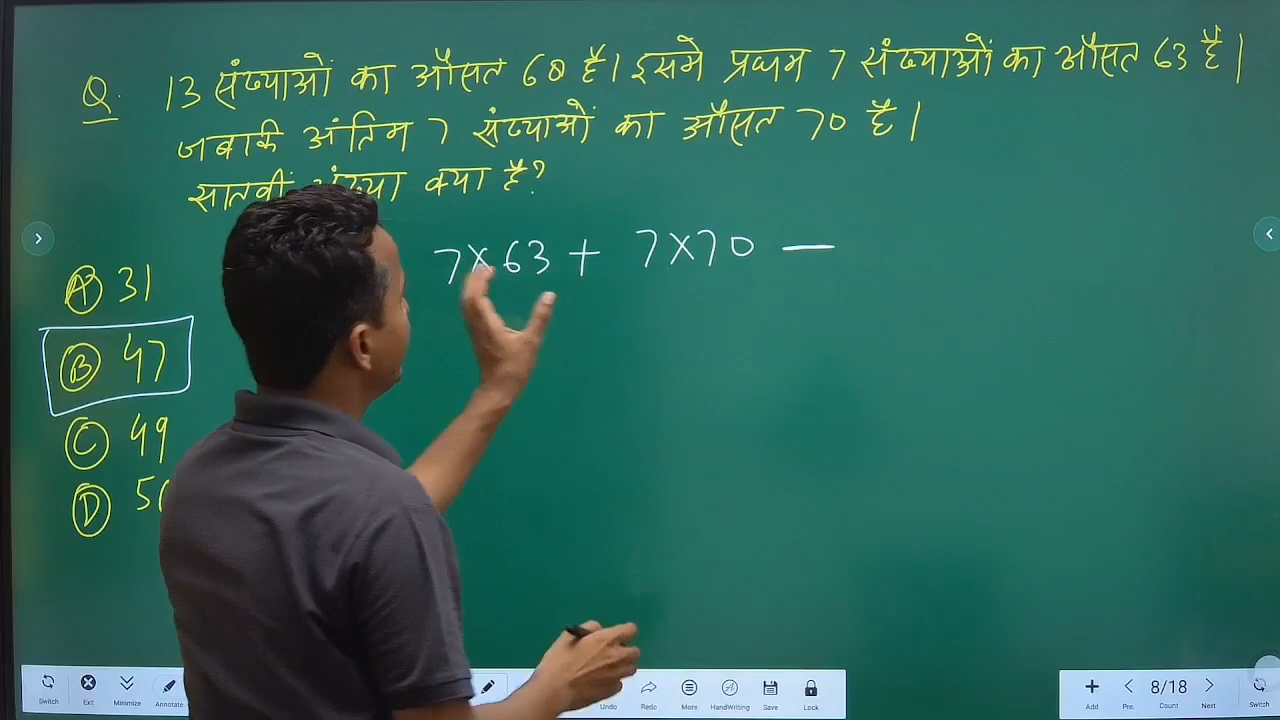 Q. 13 संख्याओं का औसत 68 है। इसमे प्रथम 7 संख्याओं का औसत 63 है।
जबकि अंतिम 7 संख्याओं का औसत 70 है।
सातवीं संख्या क्या है?
7×63 + 7×70 —
A 31
B 47
C 49
D
Switch Exit Minimize Annotate Undo Redo More HandWriting Save Lock
Add Pre. 8/18 Count Next Switch